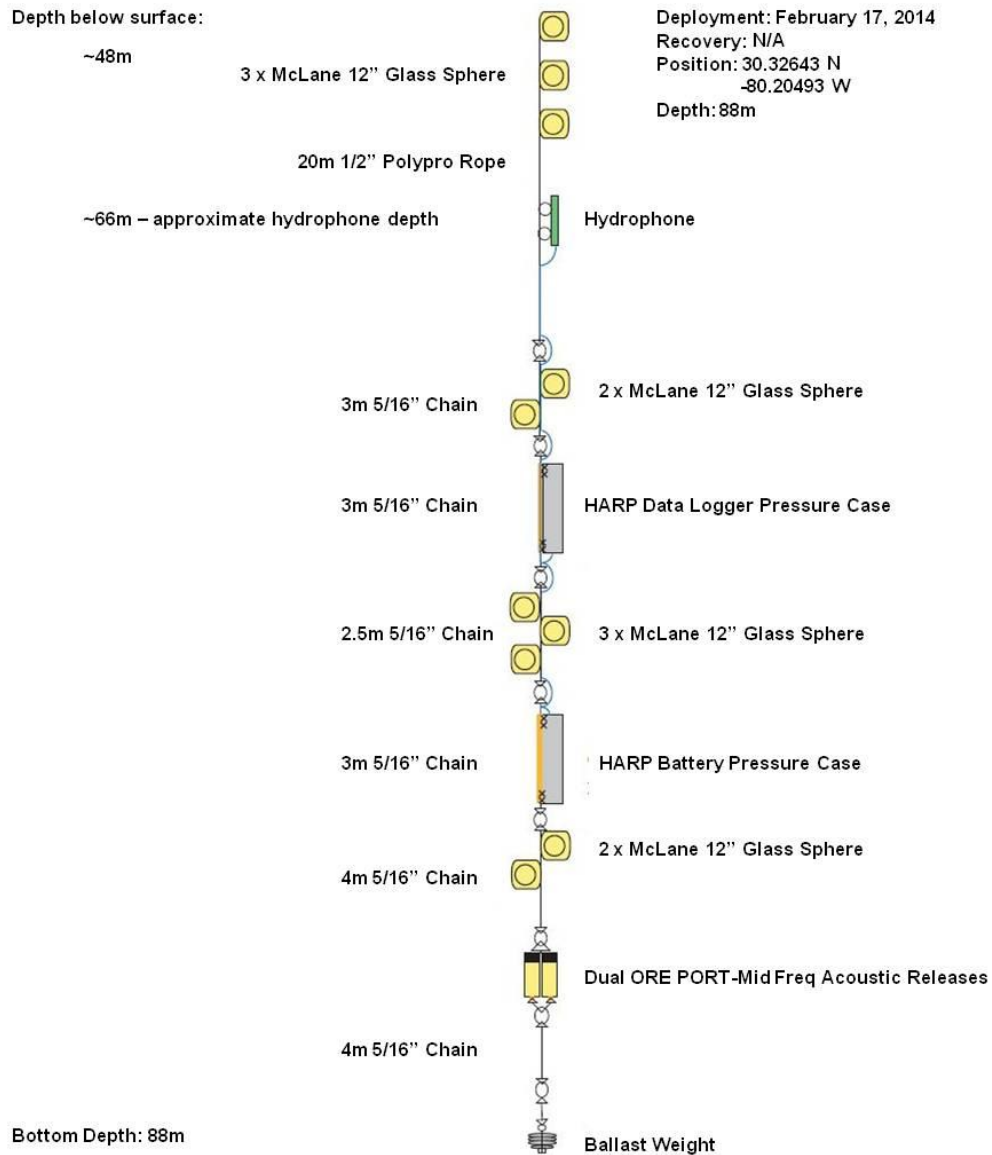 Depth below surface:
~48m
Deployment: February 17, 2014
Recovery: N/A
Position: 30.32643 N
-80.20493 W
Depth: 88m
3 x McLane 12” Glass Sphere
20m 1/2” Polypro Rope
~66m – approximate hydrophone depth
Hydrophone
3m 5/16” Chain
2 x McLane 12” Glass Sphere
3m 5/16” Chain
HARP Data Logger Pressure Case
2.5m 5/16” Chain
3 x McLane 12” Glass Sphere
3m 5/16” Chain
HARP Battery Pressure Case
2 x McLane 12” Glass Sphere
4m 5/16” Chain
Dual ORE PORT-Mid Freq Acoustic Releases
4m 5/16” Chain
Bottom Depth: 88m
Ballast Weight